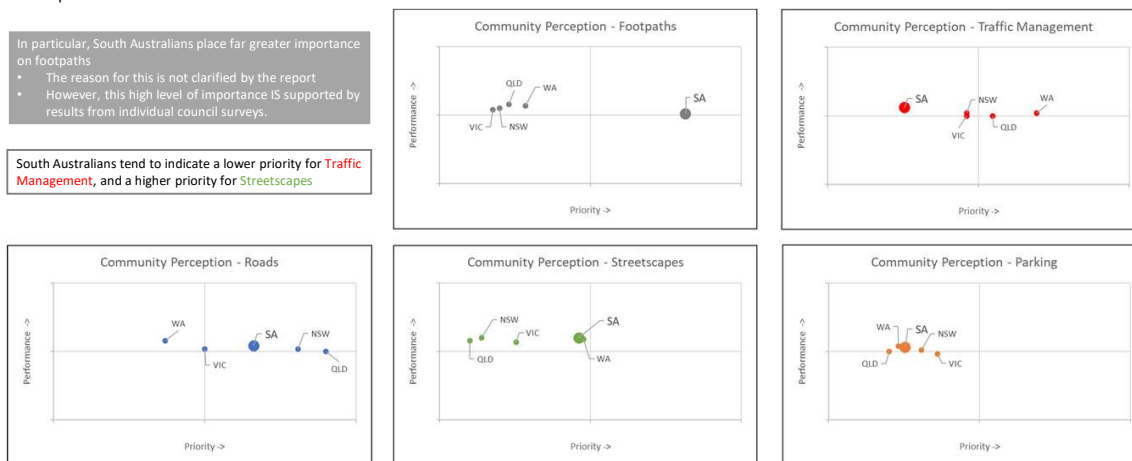 In particular, South Australians place far greater importance
on footpaths
• The reason for this is not clarified by the report
• However, this high level of importance IS supported by
results from individual council surveys.
South Australians tend to indicate a lower priority for Traffic
Management, and a higher priority for Streetscapes
Community Perception - Footpaths
Performance ->
QLD
WA
SA
VIC
NSW
Priority ->
Community Perception - Traffic Management
Performance ->
SA
NSW
WA
VIC
QLD
Priority ->
Community Perception - Roads
Performance ->
WA
SA
NSW
VIC
QLD
Priority ->
Community Perception - Streetscapes
Performance ->
NSW
VIC
SA
QLD
WA
Priority ->
Community Perception - Parking
Performance ->
WA
SA
NSW
QLD
VIC
Priority ->